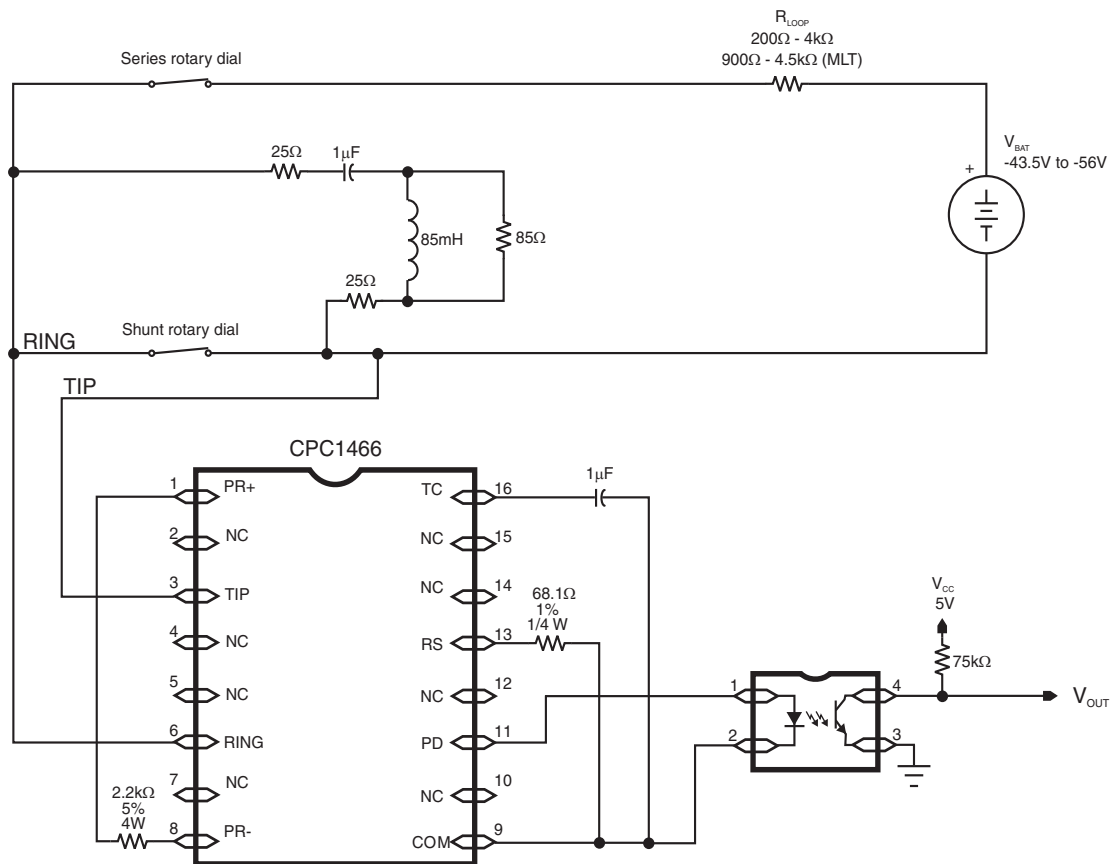 R_LOOP
200Ω - 4kΩ
900Ω - 4.5kΩ (MLT)
Series rotary dial
V_BAT
-43.5V to -56V
+
25Ω
1μF
85mH
85Ω
25Ω
Shunt rotary dial
RING
TIP
CPC1466
1 PR+
2 NC
3 TIP
4 NC
5 NC
6 RING
7 NC
8 PR-
2.2kΩ
5%
4W
TC 16
NC 15
NC 14
RS 13
NC 12
PD 11
NC 10
COM 9
1μF
68.1Ω
1%
1/4 W
V_CC
5V
75kΩ
1
2
4
3
V_OUT